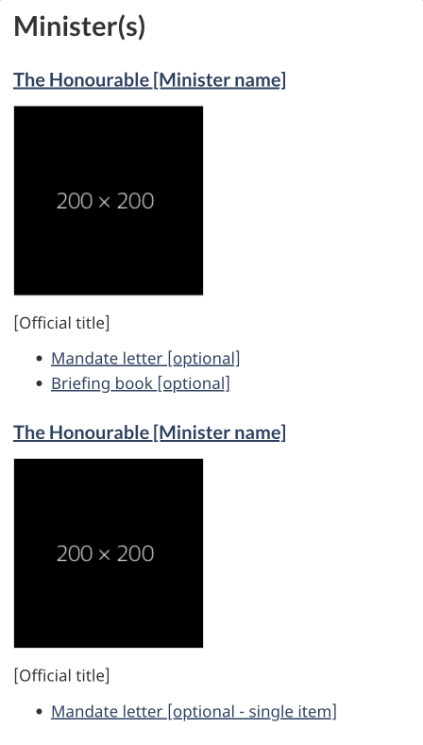 Minister(s)
The Honourable [Minister name]
200 × 200
[Official title]
• Mandate letter [optional]
• Briefing book [optional]
The Honourable [Minister name]
200 × 200
[Official title]
• Mandate letter [optional - single item]